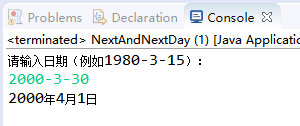 Problems Declaration Console
<terminated> NextAndNextDay (1) [Java Applicatio
请输入日期（例如1980-3-15）：
2000-3-30
2000年4月1日